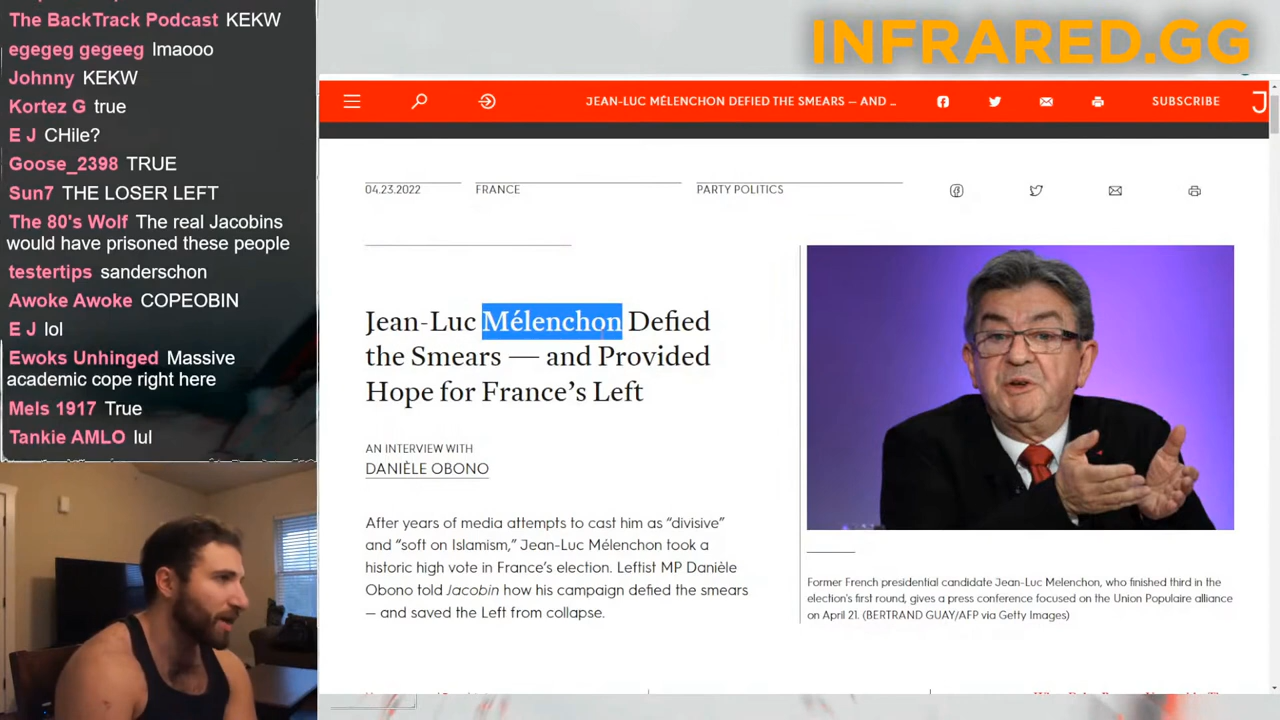 The BackTrack Podcast KEKW
egegeg gegeeg lmaooo
Johnny KEKW
Kortez G true
E J CHile?
Goose_2398 TRUE
Sun7 THE LOSER LEFT
The 80's Wolf The real Jacobins
would have prisoned these people
testertips sanderschon
Awoke Awoke COPEOBIN
E J lol
Ewoks Unhinged Massive
academic cope right here
Mels 1917 True
Tankie AMLO lul
INFRARED.GG
JEAN-LUC MÉLENCHON DEFIED THE SMEARS — AND ...
SUBSCRIBE
J
04.23.2022
FRANCE
PARTY POLITICS
Jean-Luc Mélenchon Defied
the Smears — and Provided
Hope for France's Left
AN INTERVIEW WITH
DANIÈLE OBONO
After years of media attempts to cast him as “divisive”
and “soft on Islamism,” Jean-Luc Mélenchon took a
historic high vote in France's election. Leftist MP Danièle
Obono told Jacobin how his campaign defied the smears
— and saved the Left from collapse.
Former French presidential candidate Jean-Luc Melenchon, who finished third in the
election's first round, gives a press conference focused on the Union Populaire alliance
on April 21. (BERTRAND GUAY/AFP via Getty Images)